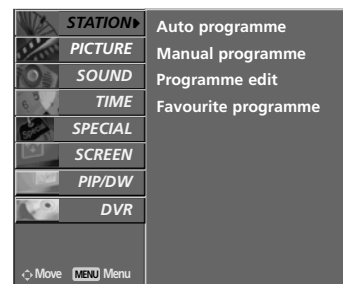 STATION
PICTURE
SOUND
TIME
SPECIAL
SCREEN
PIP/DW
DVR
Move MENU Menu
Auto programme
Manual programme
Programme edit
Favourite programme